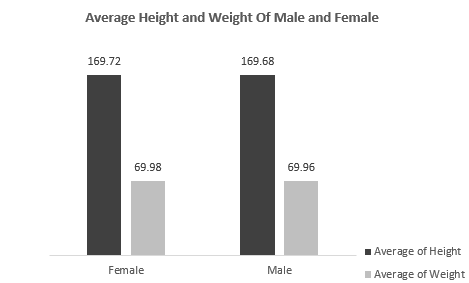 Average Height and Weight Of Male and Female
169.72
169.68
69.98
69.96
Female
Male
Average of Height
Average of Weight